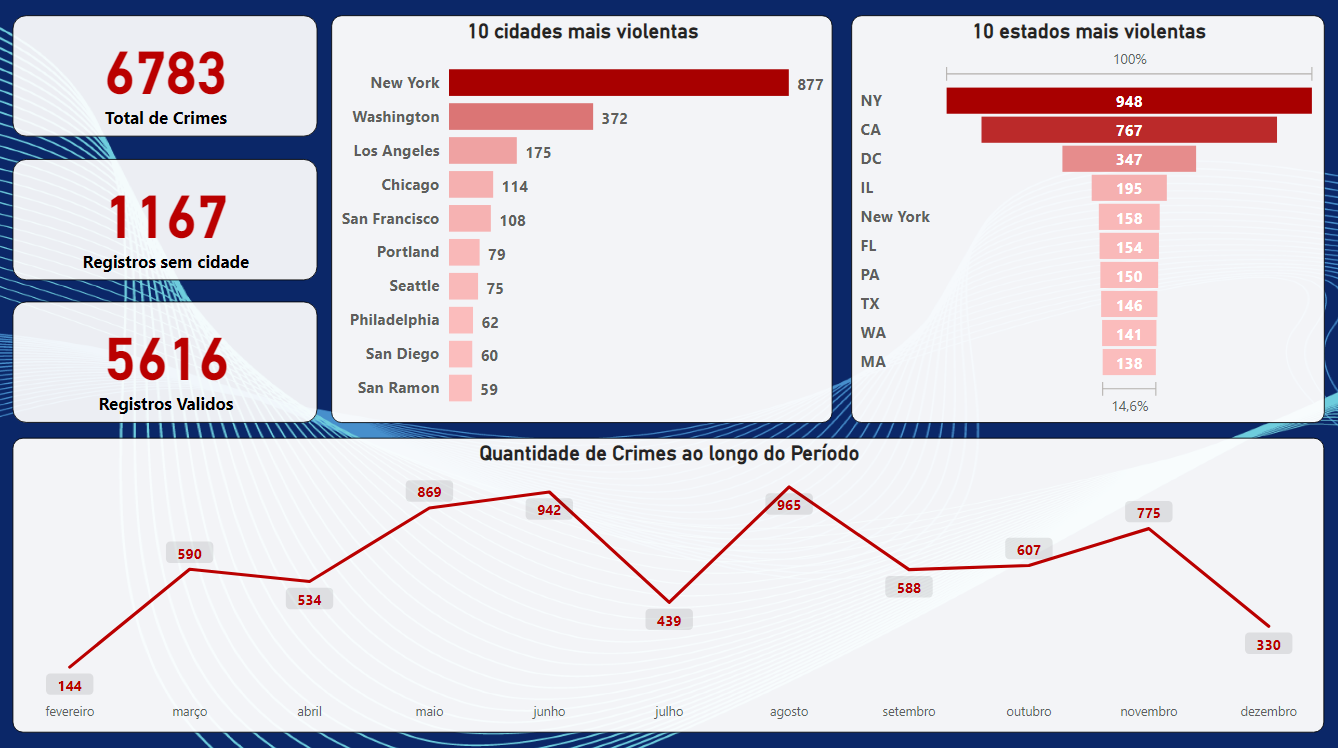 6783
Total de Crimes
1167
Registros sem cidade
5616
Registros Validos
10 cidades mais violentas
New York 877
Washington 372
Los Angeles 175
Chicago 114
San Francisco 108
Portland 79
Seattle 75
Philadelphia 62
San Diego 60
San Ramon 59
10 estados mais violentas
100%
NY 948
CA 767
DC 347
IL 195
New York 158
FL 154
PA 150
TX 146
WA 141
MA 138
14,6%
Quantidade de Crimes ao longo do Período
144 590 534 869 942 439 965 588 607 775 330
fevereiro março abril maio junho julho agosto setembro outubro novembro dezembro